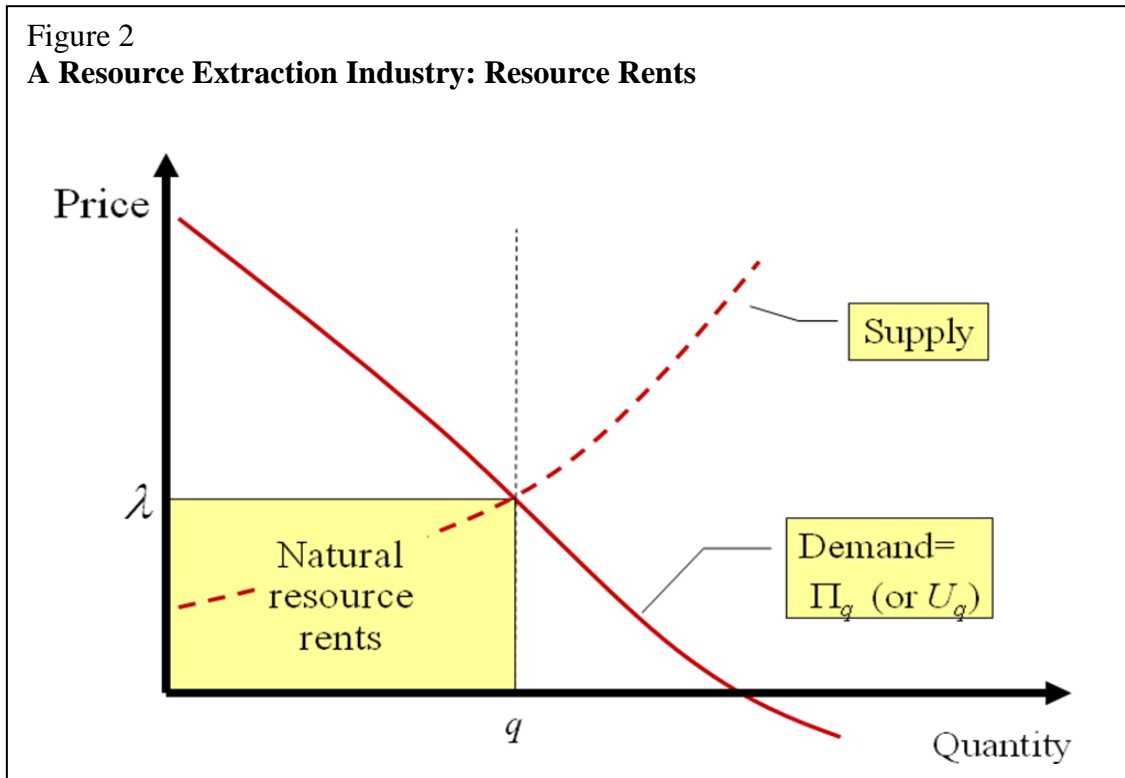 Figure 2
A Resource Extraction Industry: Resource Rents
Price
Supply
λ
Natural
resource
rents
Demand=
Π_q (or U_q)
q
Quantity